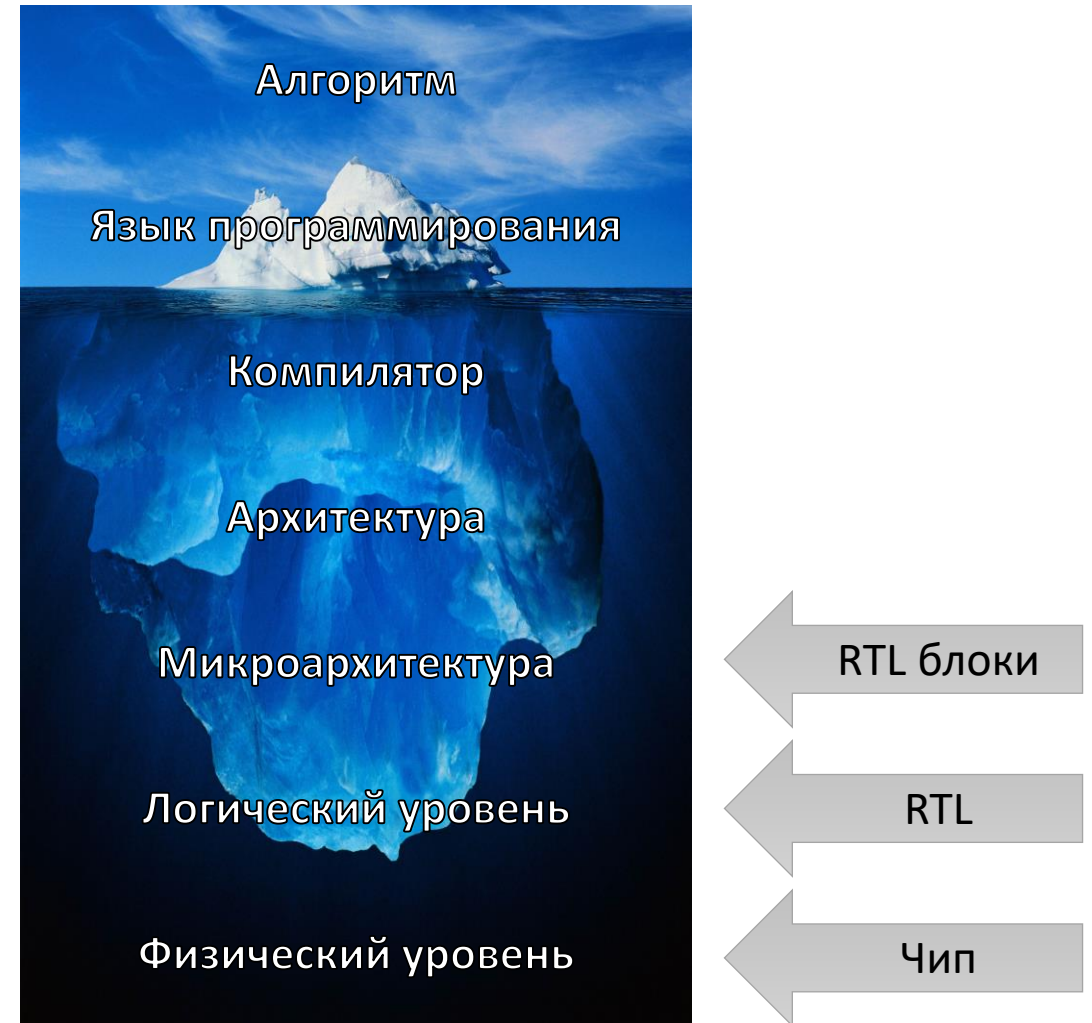 Алгоритм
Язык программирования
Компилятор
Архитектура
Микроархитектура
RTL блоки
Логический уровень
RTL
Физический уровень
Чип